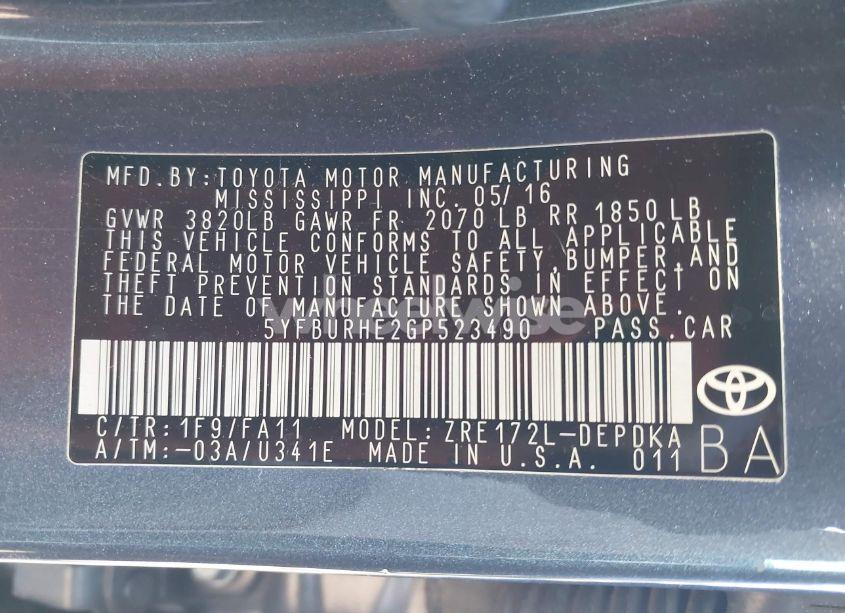 MFD.BY:TOYOTA MOTOR MANUFACTURING
MISSISSIPPI INC. 05/16
GVWR 3820LB GAWR FR 2070 LB RR 1850 LB
THIS VEHICLE CONFORMS TO ALL APPLICABLE
FEDERAL MOTOR VEHICLE SAFETY,BUMPER,AND
THEFT PREVENTION STANDARDS IN EFFECT ON
THE DATE OF MANUFACTURE SHOWN ABOVE.
5YFBURHE2GP523490 PASS.CAR
C/TR:1F9/FA11 MODEL:ZRE172L-DEPDKA
A/TM:-03A/U341E MADE IN U.S.A. 011 BA